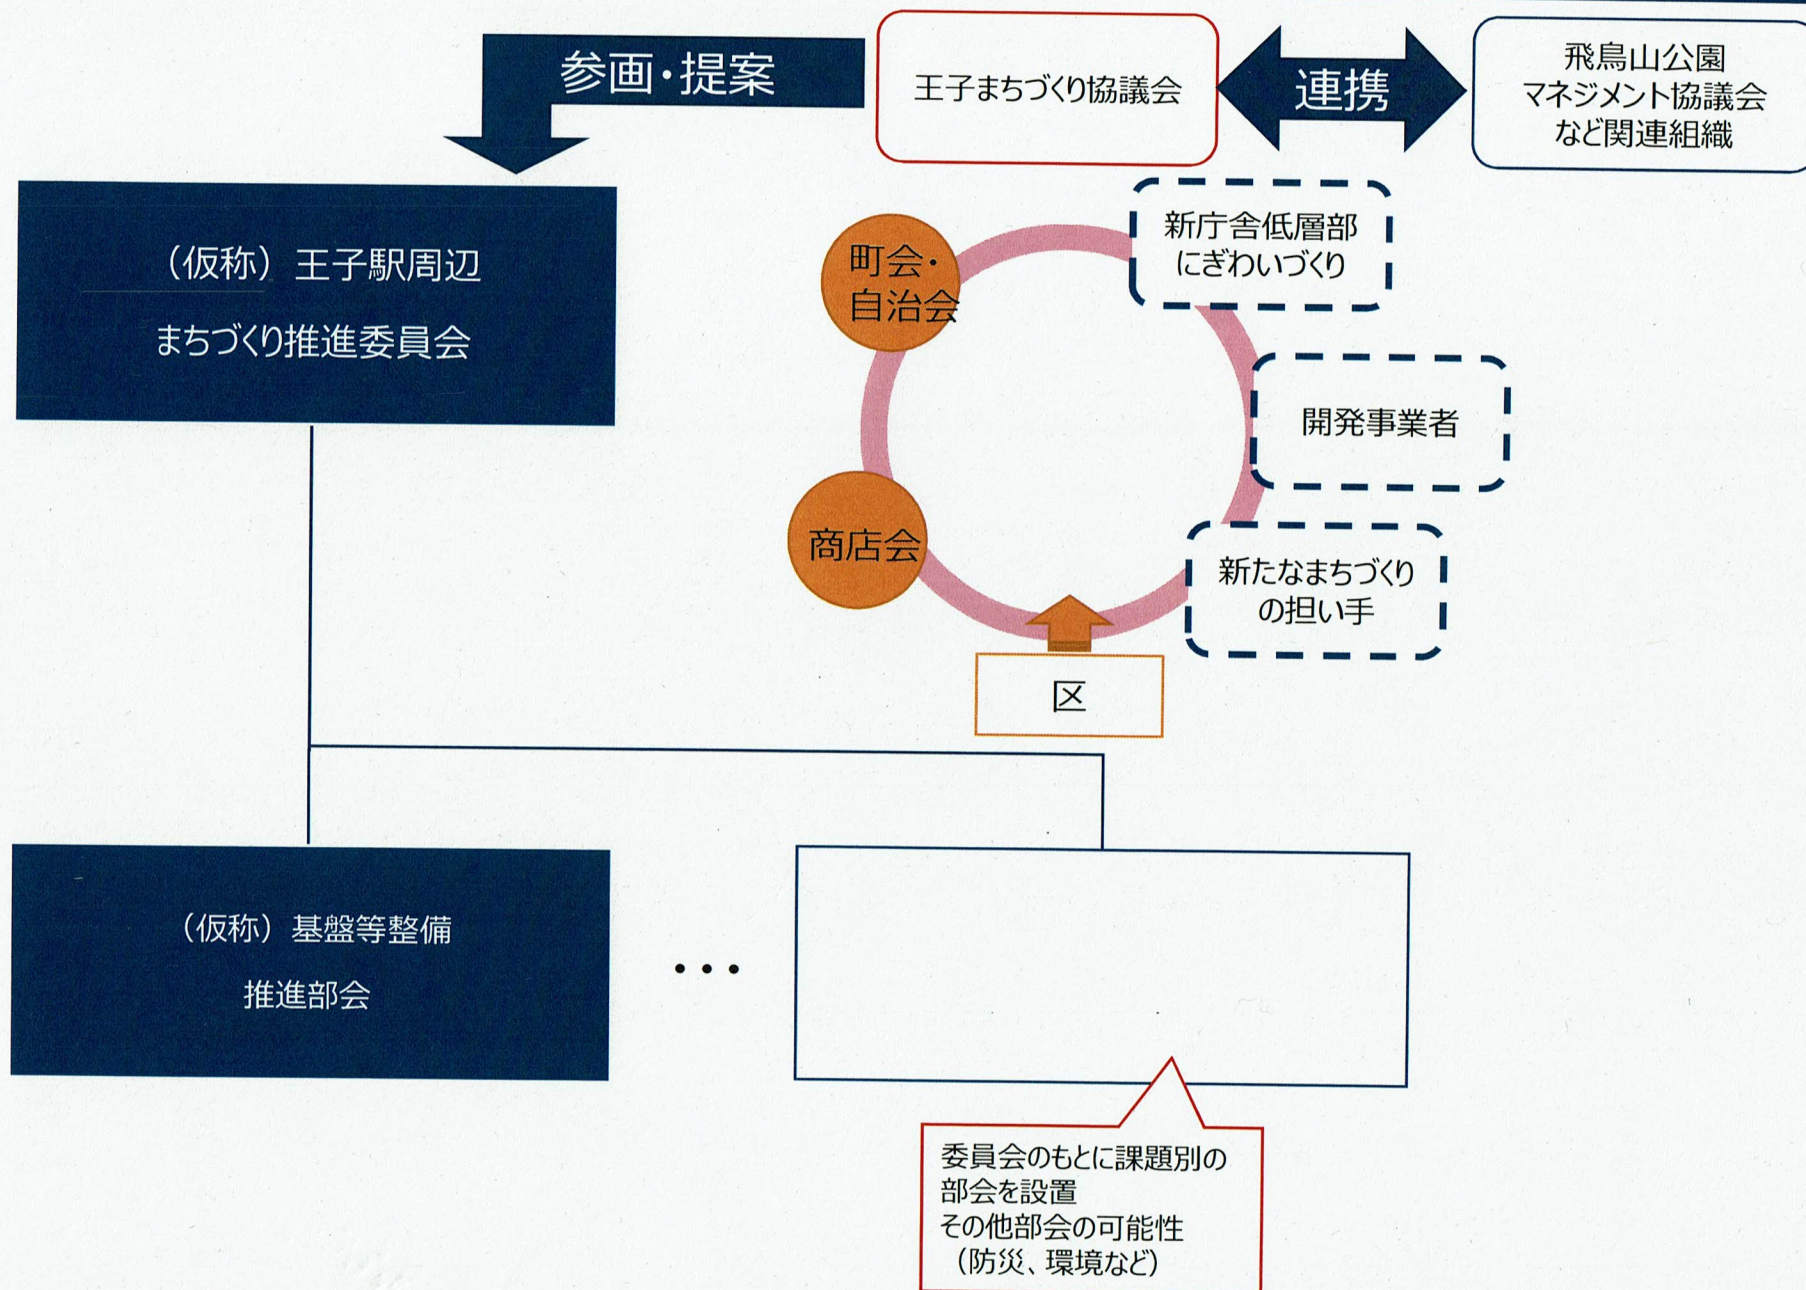 参画・提案
王子まちづくり協議会
連携
飛鳥山公園
マネジメント協議会
など関連組織
（仮称）王子駅周辺
まちづくり推進委員会
町会・
自治会
新庁舎低層部
にぎわいづくり
開発事業者
商店会
新たなまちづくり
の担い手
区
（仮称）基盤等整備
推進部会
・・・
委員会のもとに課題別の
部会を設置
その他部会の可能性
（防災、環境など）